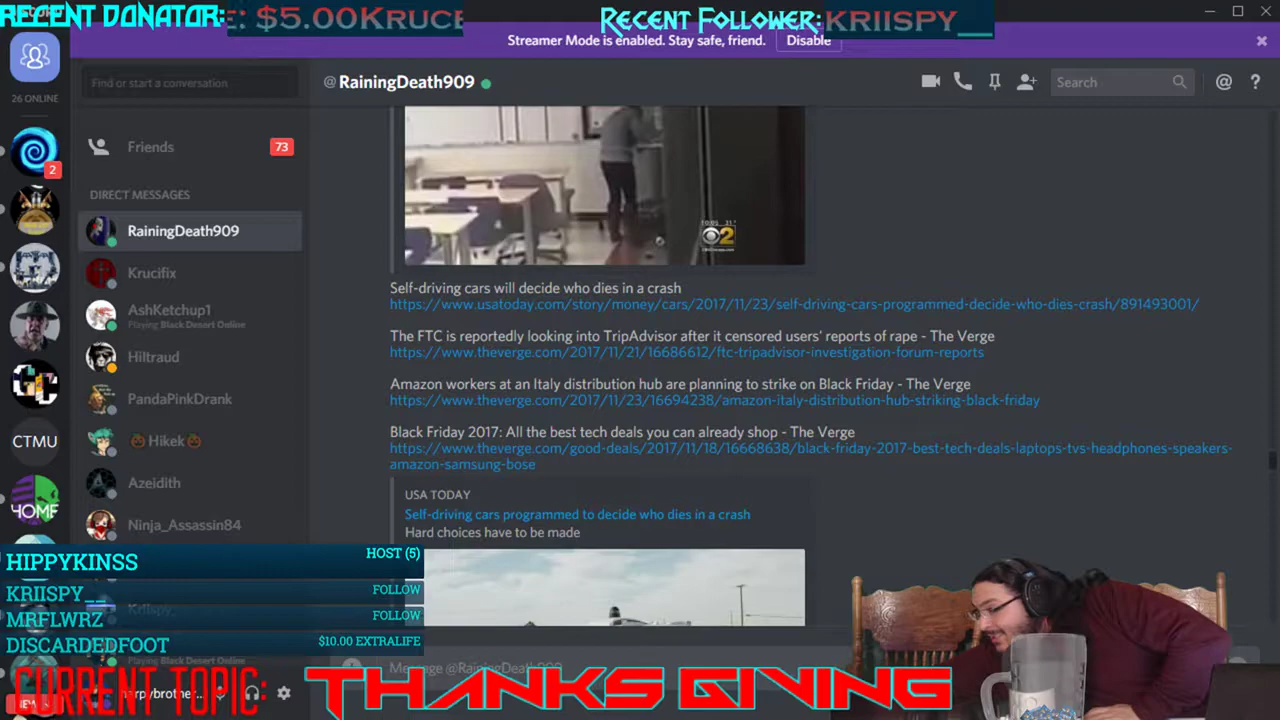 RECENT DONATOR:
E: $5.00KRUCE
RECENT FOLLOWER:
KRIISPY__
Streamer Mode is enabled. Stay safe, friend.
Disable
26 ONLINE
Find or start a conversation
@RainingDeath909
Search
Friends
73
2
DIRECT MESSAGES
RainingDeath909
Krucifix
AshKetchup1
Playing Black Desert Online
Hiltraud
PandaPinkDrank
Hikek
Azeidith
Ninja_Assassin84
GC
CTMU
HOME
2
Self-driving cars will decide who dies in a crash
https://www.usatoday.com/story/money/cars/2017/11/23/self-driving-cars-programmed-decide-who-dies-crash/891493001/
The FTC is reportedly looking into TripAdvisor after it censored users' reports of rape - The Verge
https://www.theverge.com/2017/11/21/16686612/ftc-tripadvisor-investigation-forum-reports
Amazon workers at an Italy distribution hub are planning to strike on Black Friday - The Verge
https://www.theverge.com/2017/11/23/16694238/amazon-italy-distribution-hub-striking-black-friday
Black Friday 2017: All the best tech deals you can already shop - The Verge
https://www.theverge.com/good-deals/2017/11/18/16668638/black-friday-2017-best-tech-deals-laptops-tvs-headphones-speakers-
amazon-samsung-bose
USA TODAY
Self-driving cars programmed to decide who dies in a crash
Hard choices have to be made
HIPPYKINSS HOST (5)
KRIISPY__ FOLLOW
MRFLWRZ FOLLOW
DISCARDEDFOOT $10.00 EXTRALIFE
Playing Black Desert Online
Message @RainingDeath909
CURRENT TOPIC:
THANKS GIVING